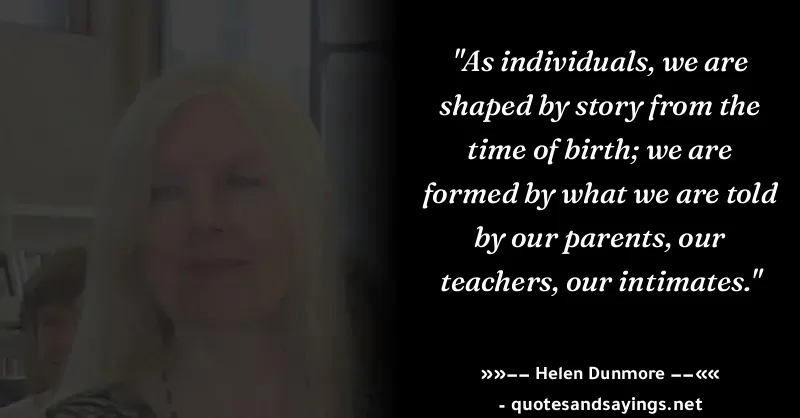 "As individuals, we are
shaped by story from the
time of birth; we are
formed by what we are told
by our parents, our
teachers, our intimates."
»»−− Helen Dunmore −−««
- quotesandsayings.net